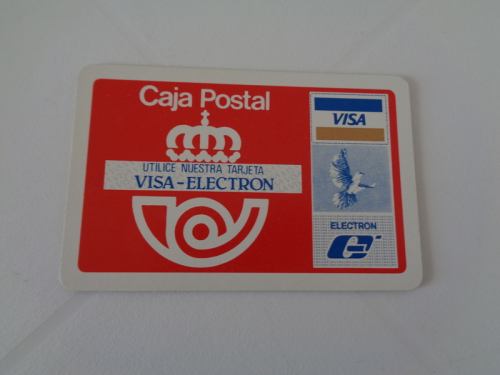 Caja Postal
UTILICE NUESTRA TARJETA
VISA-ELECTRON
VISA
ELECTRON
e